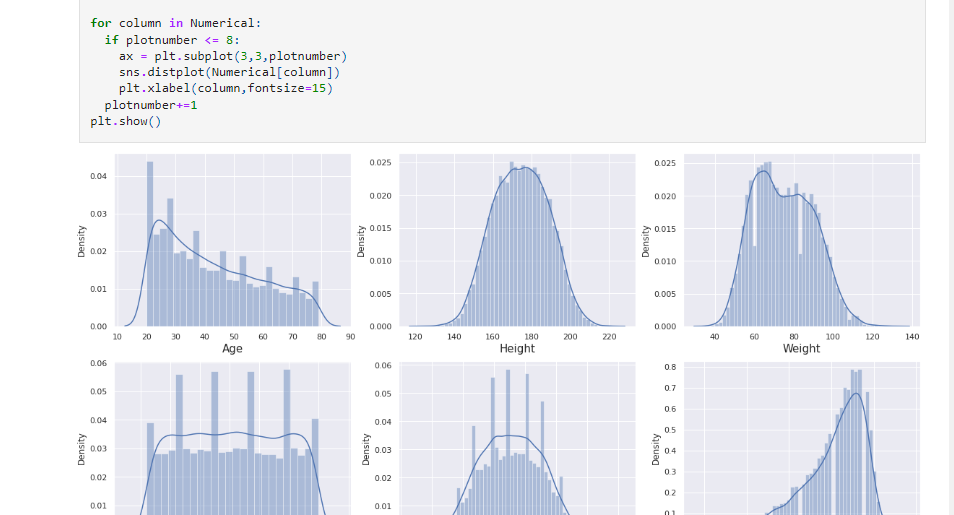 for column in Numerical:
  if plotnumber <= 8:
    ax = plt.subplot(3,3,plotnumber)
    sns.distplot(Numerical[column])
    plt.xlabel(column,fontsize=15)
  plotnumber+=1
plt.show()
0.04
0.03
0.02
0.01
0.00
Density
10 20 30 40 50 60 70 80 90
Age
0.025
0.020
0.015
0.010
0.005
0.000
Density
120 140 160 180 200 220
Height
0.025
0.020
0.015
0.010
0.005
0.000
Density
40 60 80 100 120 140
Weight
0.06
0.05
0.04
0.03
0.02
0.01
Density
0.06
0.05
0.04
0.03
0.02
0.01
Density
0.8
0.7
0.6
0.5
0.4
0.3
0.2
0.1
Density